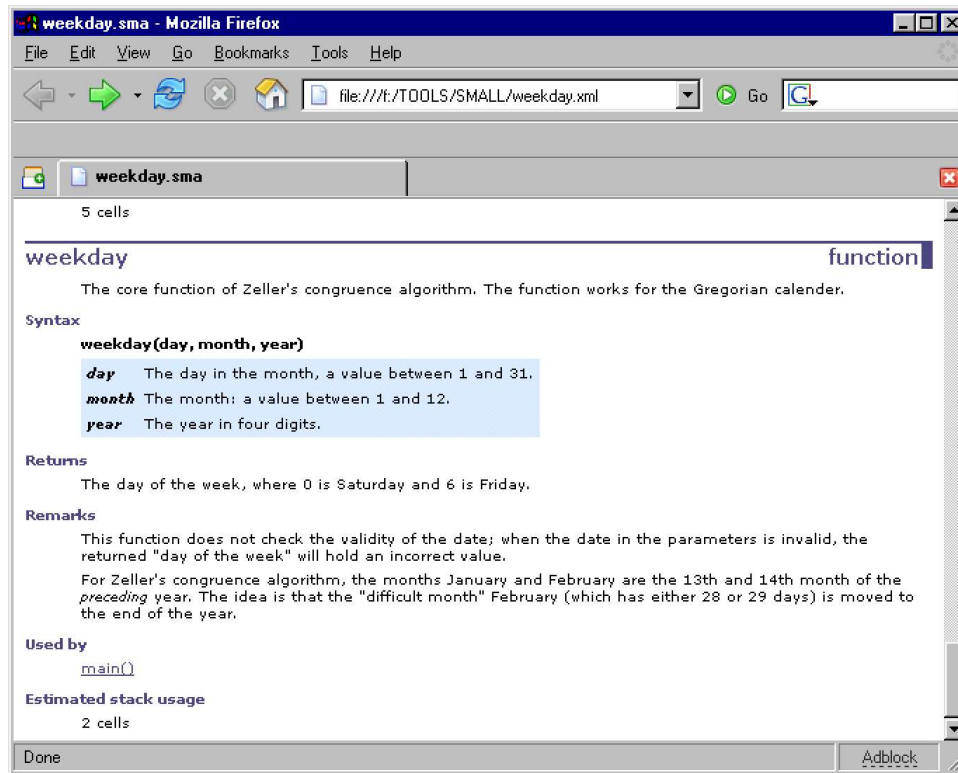 weekday.sma - Mozilla Firefox
File Edit View Go Bookmarks Tools Help
file:///f:/TOOLS/SMALL/weekday.xml Go G
weekday.sma
5 cells
weekday function
The core function of Zeller's congruence algorithm. The function works for the Gregorian calender.
Syntax
weekday(day, month, year)
day The day in the month, a value between 1 and 31.
month The month: a value between 1 and 12.
year The year in four digits.
Returns
The day of the week, where 0 is Saturday and 6 is Friday.
Remarks
This function does not check the validity of the date; when the date in the parameters is invalid, the
returned "day of the week" will hold an incorrect value.
For Zeller's congruence algorithm, the months January and February are the 13th and 14th month of the
preceding year. The idea is that the "difficult month" February (which has either 28 or 29 days) is moved to
the end of the year.
Used by
main()
Estimated stack usage
2 cells
Done Adblock